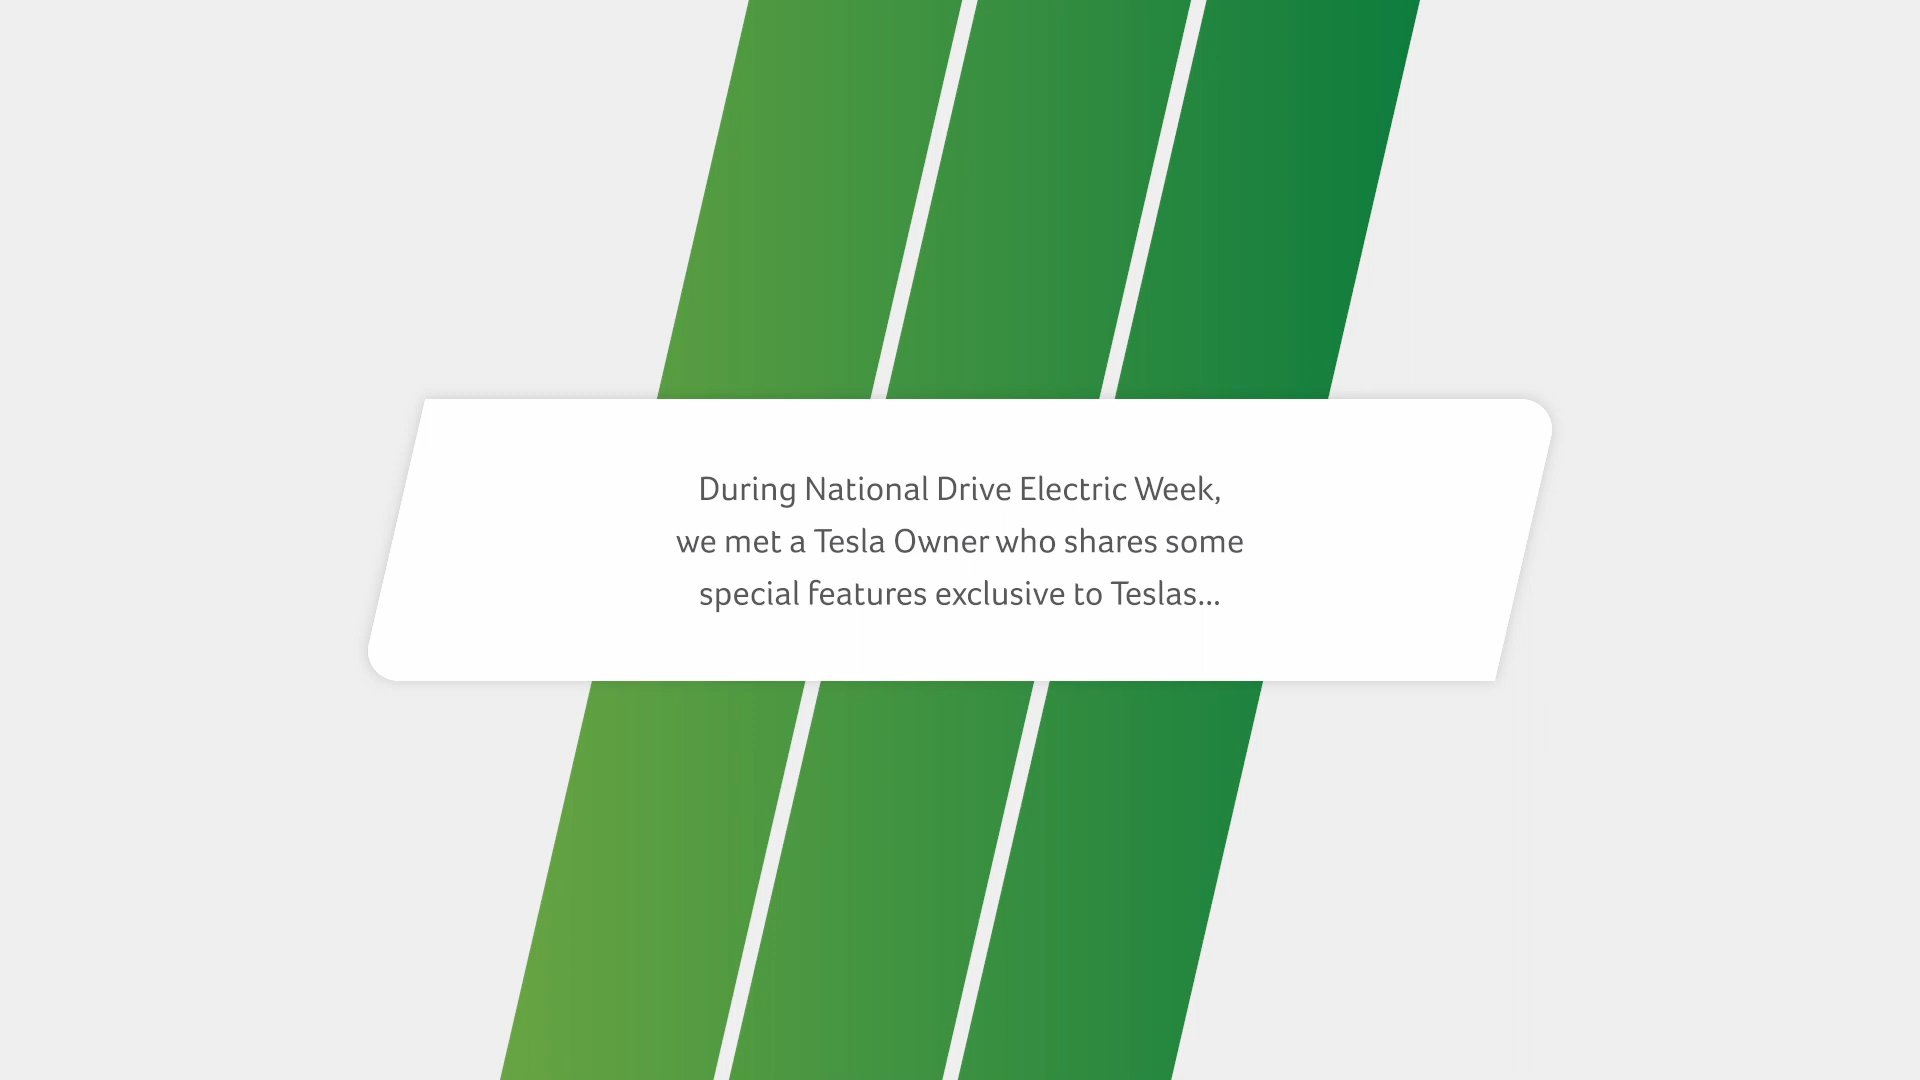 During National Drive Electric Week,
we met a Tesla Owner who shares some
special features exclusive to Teslas...